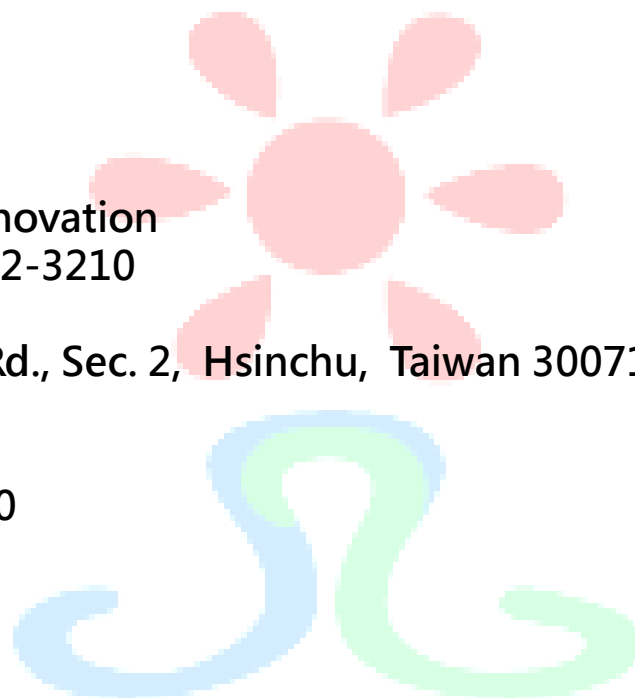 novation
2-3210
Rd., Sec. 2, Hsinchu, Taiwan 30071
0